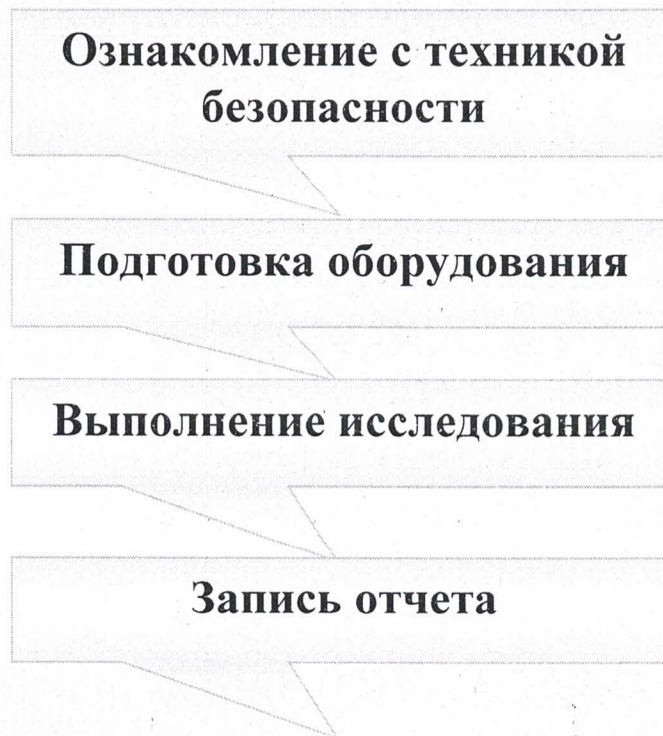 Ознакомление с техникой
безопасности
Подготовка оборудования
Выполнение исследования
Запись отчета